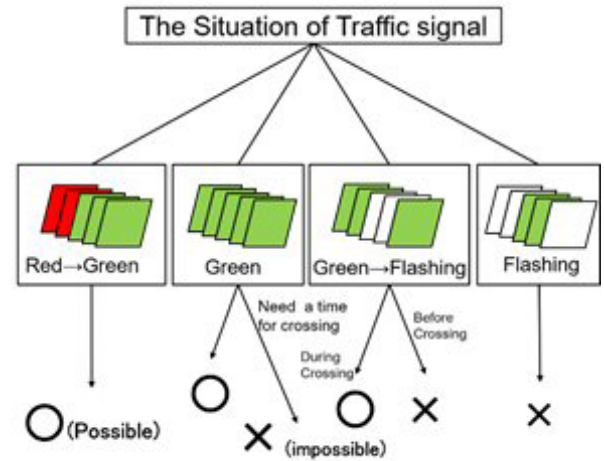 The Situation of Traffic signal
Red→Green
Green
Green→Flashing
Flashing
Need a time
for crossing
Before
Crossing
During
Crossing
(Possible)
(impossible)